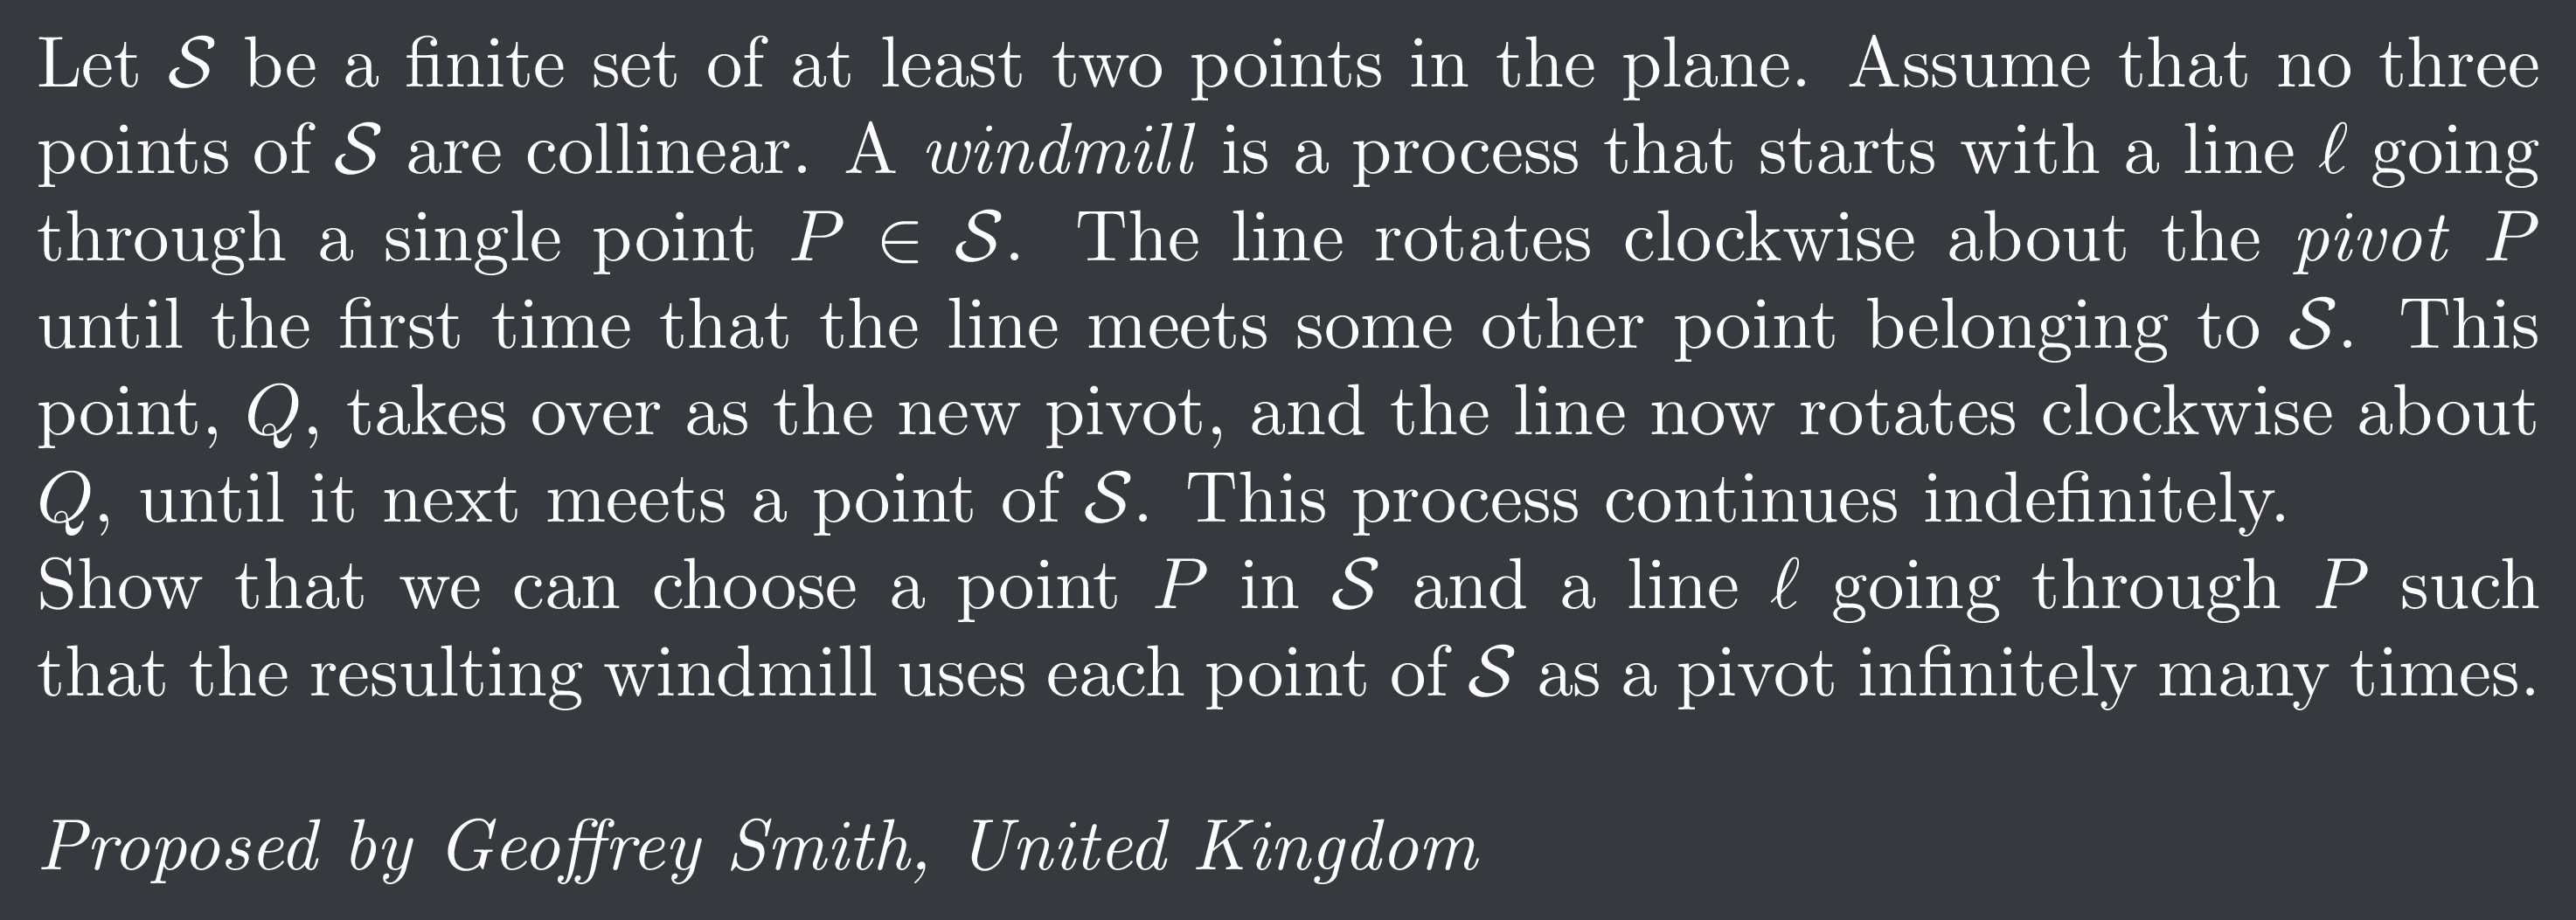 Let 𝒮 be a finite set of at least two points in the plane. Assume that no three
points of 𝒮 are collinear. A windmill is a process that starts with a line ℓ going
through a single point P ∈ 𝒮. The line rotates clockwise about the pivot P
until the first time that the line meets some other point belonging to 𝒮. This
point, Q, takes over as the new pivot, and the line now rotates clockwise about
Q, until it next meets a point of 𝒮. This process continues indefinitely.
Show that we can choose a point P in 𝒮 and a line ℓ going through P such
that the resulting windmill uses each point of 𝒮 as a pivot infinitely many times.
Proposed by Geoffrey Smith, United Kingdom